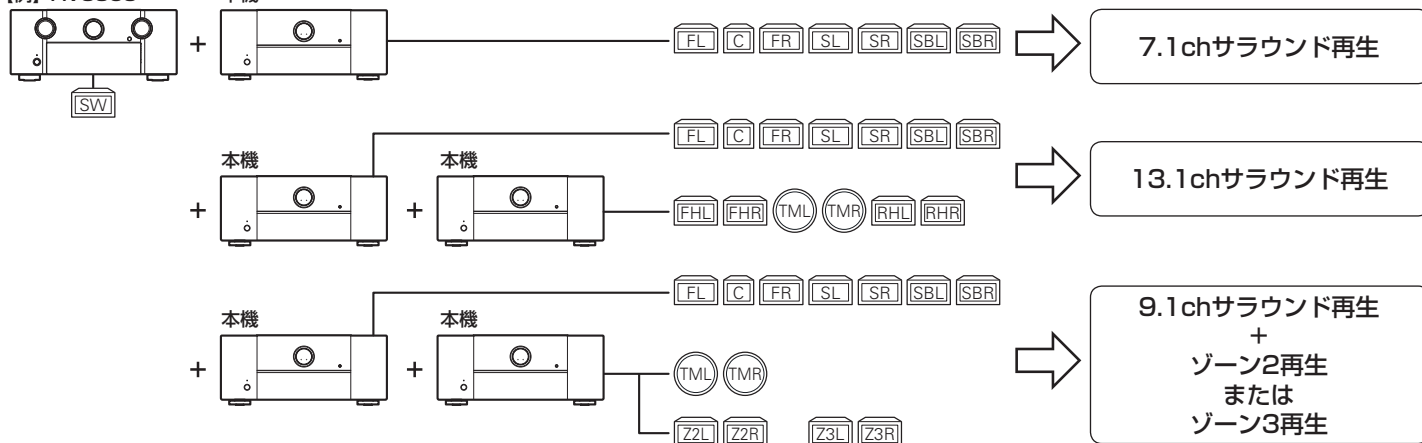 FL C FR SL SR SBL SBR
7.1chサラウンド再生
SW
FL C FR SL SR SBL SBR
本機 本機
13.1chサラウンド再生
FHL FHR TML TMR RHL RHR
FL C FR SL SR SBL SBR
本機 本機
9.1chサラウンド再生
+
ゾーン2再生
または
ゾーン3再生
TML TMR
Z2L Z2R Z3L Z3R